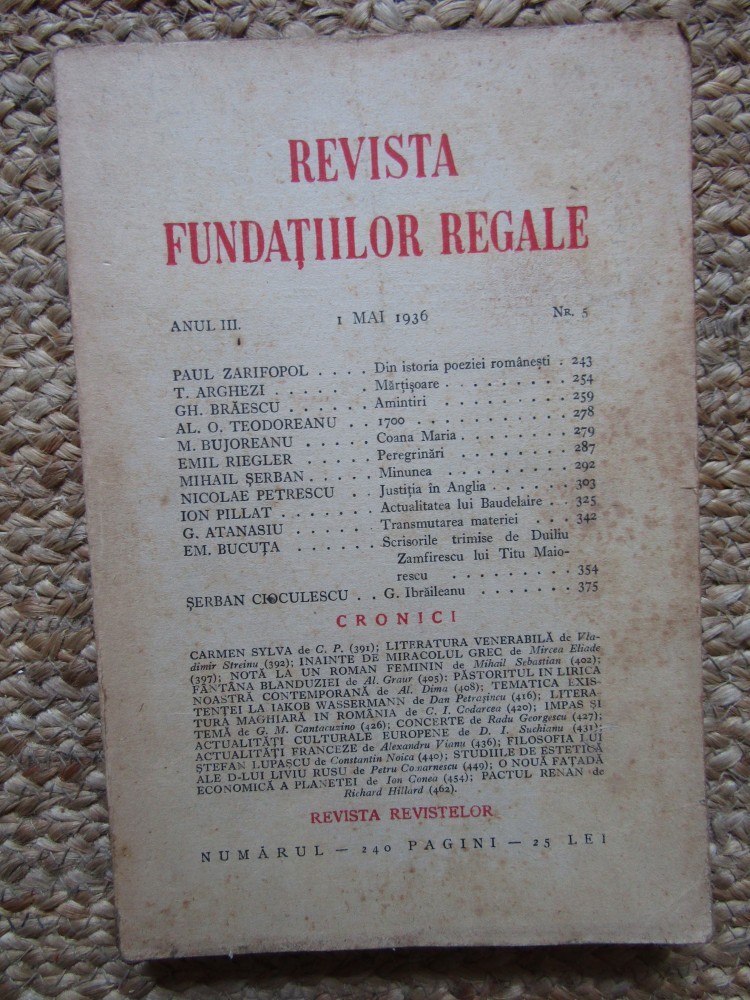 REVISTA
FUNDAȚIILOR REGALE
ANUL III. 1 MAI 1936 NR. 5
PAUL ZARIFOPOL . . . . Din istoria poeziei românești . 243
T. ARGHEZI . . . . . . . Mărțișoare . . . . . . . . . 254
GH. BRĂESCU . . . . . . Amintiri . . . . . . . . . . 259
AL. O. TEODOREANU . . 1700 . . . . . . . . . . . . 278
M. BUJOREANU . . . . . Coana Maria . . . . . . . . 279
EMIL RIEGLER . . . . . Peregrinări . . . . . . . . . 287
MIHAIL ȘERBAN . . . . . Minunea . . . . . . . . . . 292
NICOLAE PETRESCU . . Justiția în Anglia . . . . . . 303
ION PILLAT . . . . . . . Actualitatea lui Baudelaire . . 325
G. ATANASIU . . . . . . Transmutarea materiei . . . 342
EM. BUCUȚA . . . . . . Scrisorile trimise de Duiliu
Zamfirescu lui Titu Maio-
rescu . . . . . . . . . 354
ȘERBAN CIOCULESCU . . G. Ibrăileanu . . . . . . . 375
CRONICI
CARMEN SYLVA de C. P. (391); LITERATURA VENERABILĂ de Vla-
dimir Streinu (392); INAINTE DE MIRACOLUL GREC de Mircea Eliade
(397); NOTĂ LA UN ROMAN FEMININ de Mihail Sebastian (402);
FÂNTÂNA BLANDUZIEI de Al. Graur (405); PĂSTORITUL IN LIRICA
NOASTRĂ CONTEMPORANĂ de Al. Dima (408); TEMATICA EXIS-
TENȚEI LA IAKOB WASSERMANN de Dan Petrașincu (416); LITERA-
TURA MAGHIARĂ IN ROMÂNIA de C. I. Codarcea (420); IMPAS ȘI
TEMĂ de G. M. Cantacuzino (426); CONCERTE de Radu Georgescu (427);
ACTUALITĂȚI CULTURALE EUROPENE de D. I. Suchianu (431);
ACTUALITĂȚI FRANCEZE de Alexandru Vianu (436); FILOSOFIA LUI
ȘTEFAN LUPAȘCU de Constantin Noica (440); STUDIILE DE ESTETICĂ
ALE D-LUI LIVIU RUSU de Petru Comarnescu (449); O NOUĂ FAȚADĂ
ECONOMICĂ A PLANETEI de Ion Conea (454); PACTUL RENAN de
Richard Hillard (462).
REVISTA REVISTELOR
NUMĂRUL — 240 PAGINI — 25 LEI